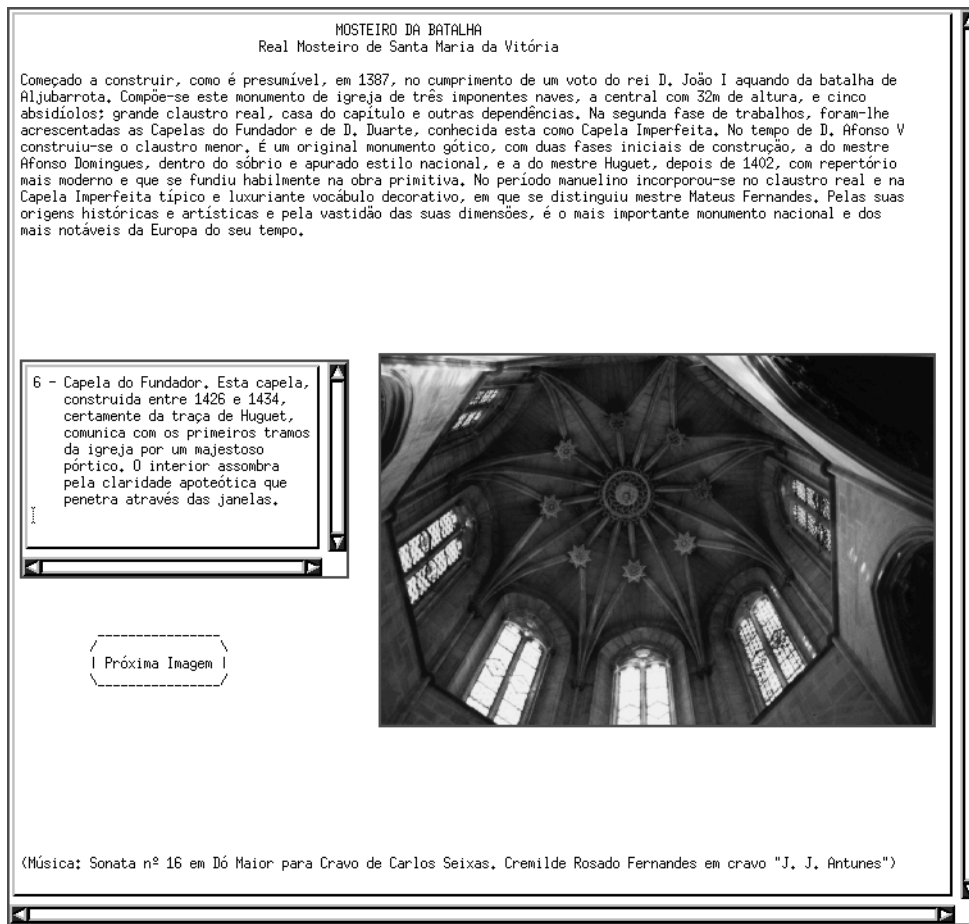 MOSTEIRO DA BATALHA
Real Mosteiro de Santa Maria da Vitória
Começado a construir, como é presumível, em 1387, no cumprimento de um voto do rei D. João I aquando da batalha de
Aljubarrota. Compõe-se este monumento de igreja de três imponentes naves, a central com 32m de altura, e cinco
absidíolos; grande claustro real, casa do capítulo e outras dependências. Na segunda fase de trabalhos, foram-lhe
acrescentadas as Capelas do Fundador e de D. Duarte, conhecida esta como Capela Imperfeita. No tempo de D. Afonso V
construiu-se o claustro menor. É um original monumento gótico, com duas fases iniciais de construção, a do mestre
Afonso Domingues, dentro do sóbrio e apurado estilo nacional, e a do mestre Huguet, depois de 1402, com repertório
mais moderno e que se fundiu habilmente na obra primitiva. No período manuelino incorporou-se no claustro real e na
Capela Imperfeita típico e luxuriante vocábulo decorativo, em que se distinguiu mestre Mateus Fernandes. Pelas suas
origens históricas e artísticas e pela vastidão das suas dimensões, é o mais importante monumento nacional e dos
mais notáveis da Europa do seu tempo.
6 - Capela do Fundador. Esta capela,
construida entre 1426 e 1434,
certamente da traça de Huguet,
comunica com os primeiros tramos
da igreja por um majestoso
pórtico. O interior assombra
pela claridade apoteótica que
penetra através das janelas.
Próxima Imagem
(Música: Sonata nº 16 em Dó Maior para Cravo de Carlos Seixas. Cremilde Rosado Fernandes em cravo "J. J. Antunes")